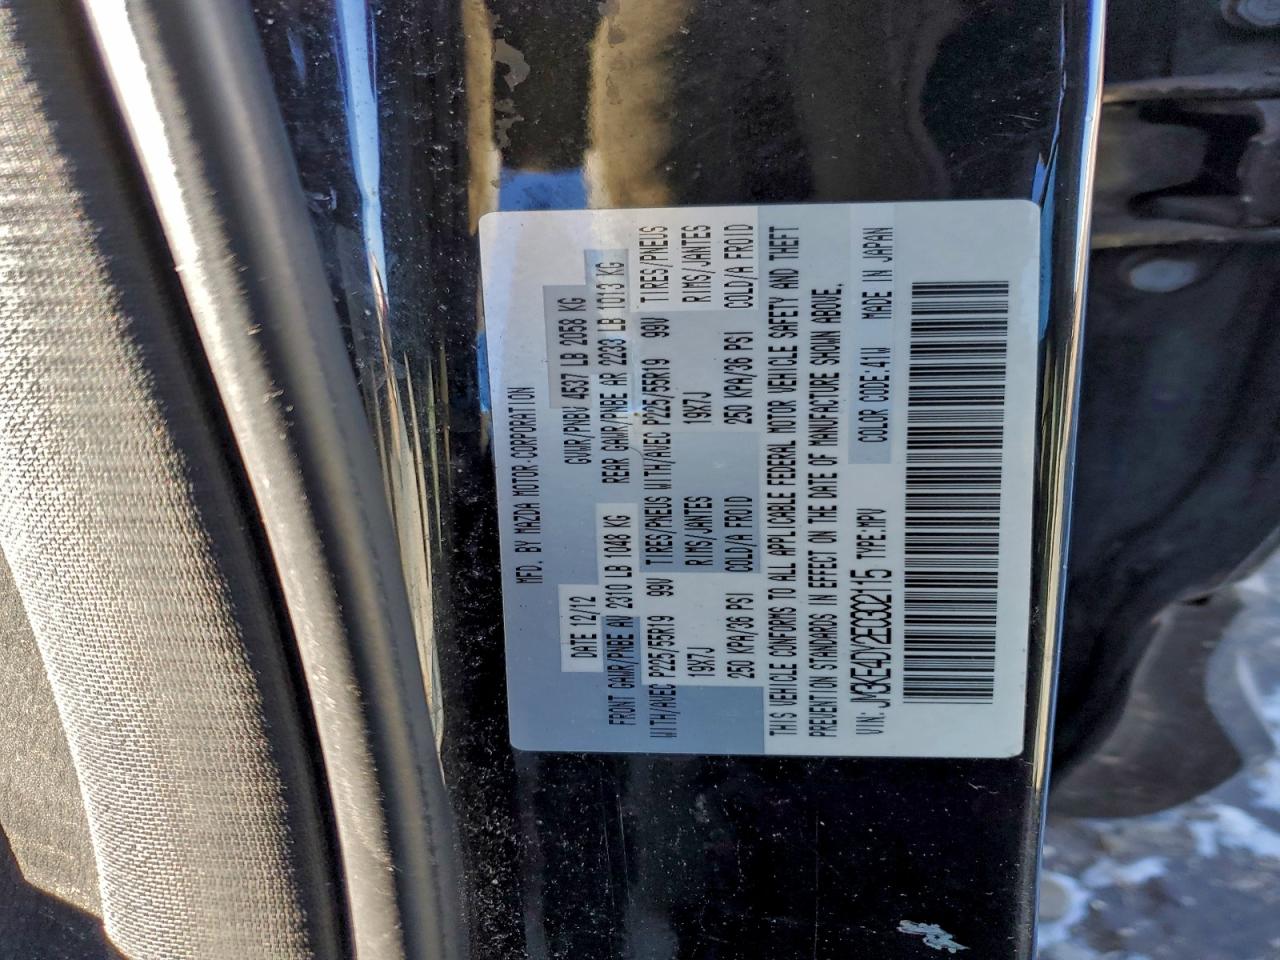 MFD. BY MAZDA MOTOR CORPORATION
DATE 12/12 GVWR/PNBV 4537 LB 2058 KG
FRONT GAWR/PNBE AV 2310 LB 1048 KG REAR GAWR/PNBE AR 2233 LB 1013 KG
WITH/AVEC P225/55R19 99V TIRES/PNEUS WITH/AVEC P225/55R19 99V TIRES/PNEUS
19X7J RIMS/JANTES 19X7J RIMS/JANTES
250 KPA/36 PSI COLD/A FROID 250 KPA/36 PSI COLD/A FROID
THIS VEHICLE CONFORMS TO ALL APPLICABLE FEDERAL MOTOR VEHICLE SAFETY AND THEFT
PREVENTION STANDARDS IN EFFECT ON THE DATE OF MANUFACTURE SHOWN ABOVE.
VIN: JM3KE4DY2E0300215 TYPE:MPV COLOR CODE:41W MADE IN JAPAN